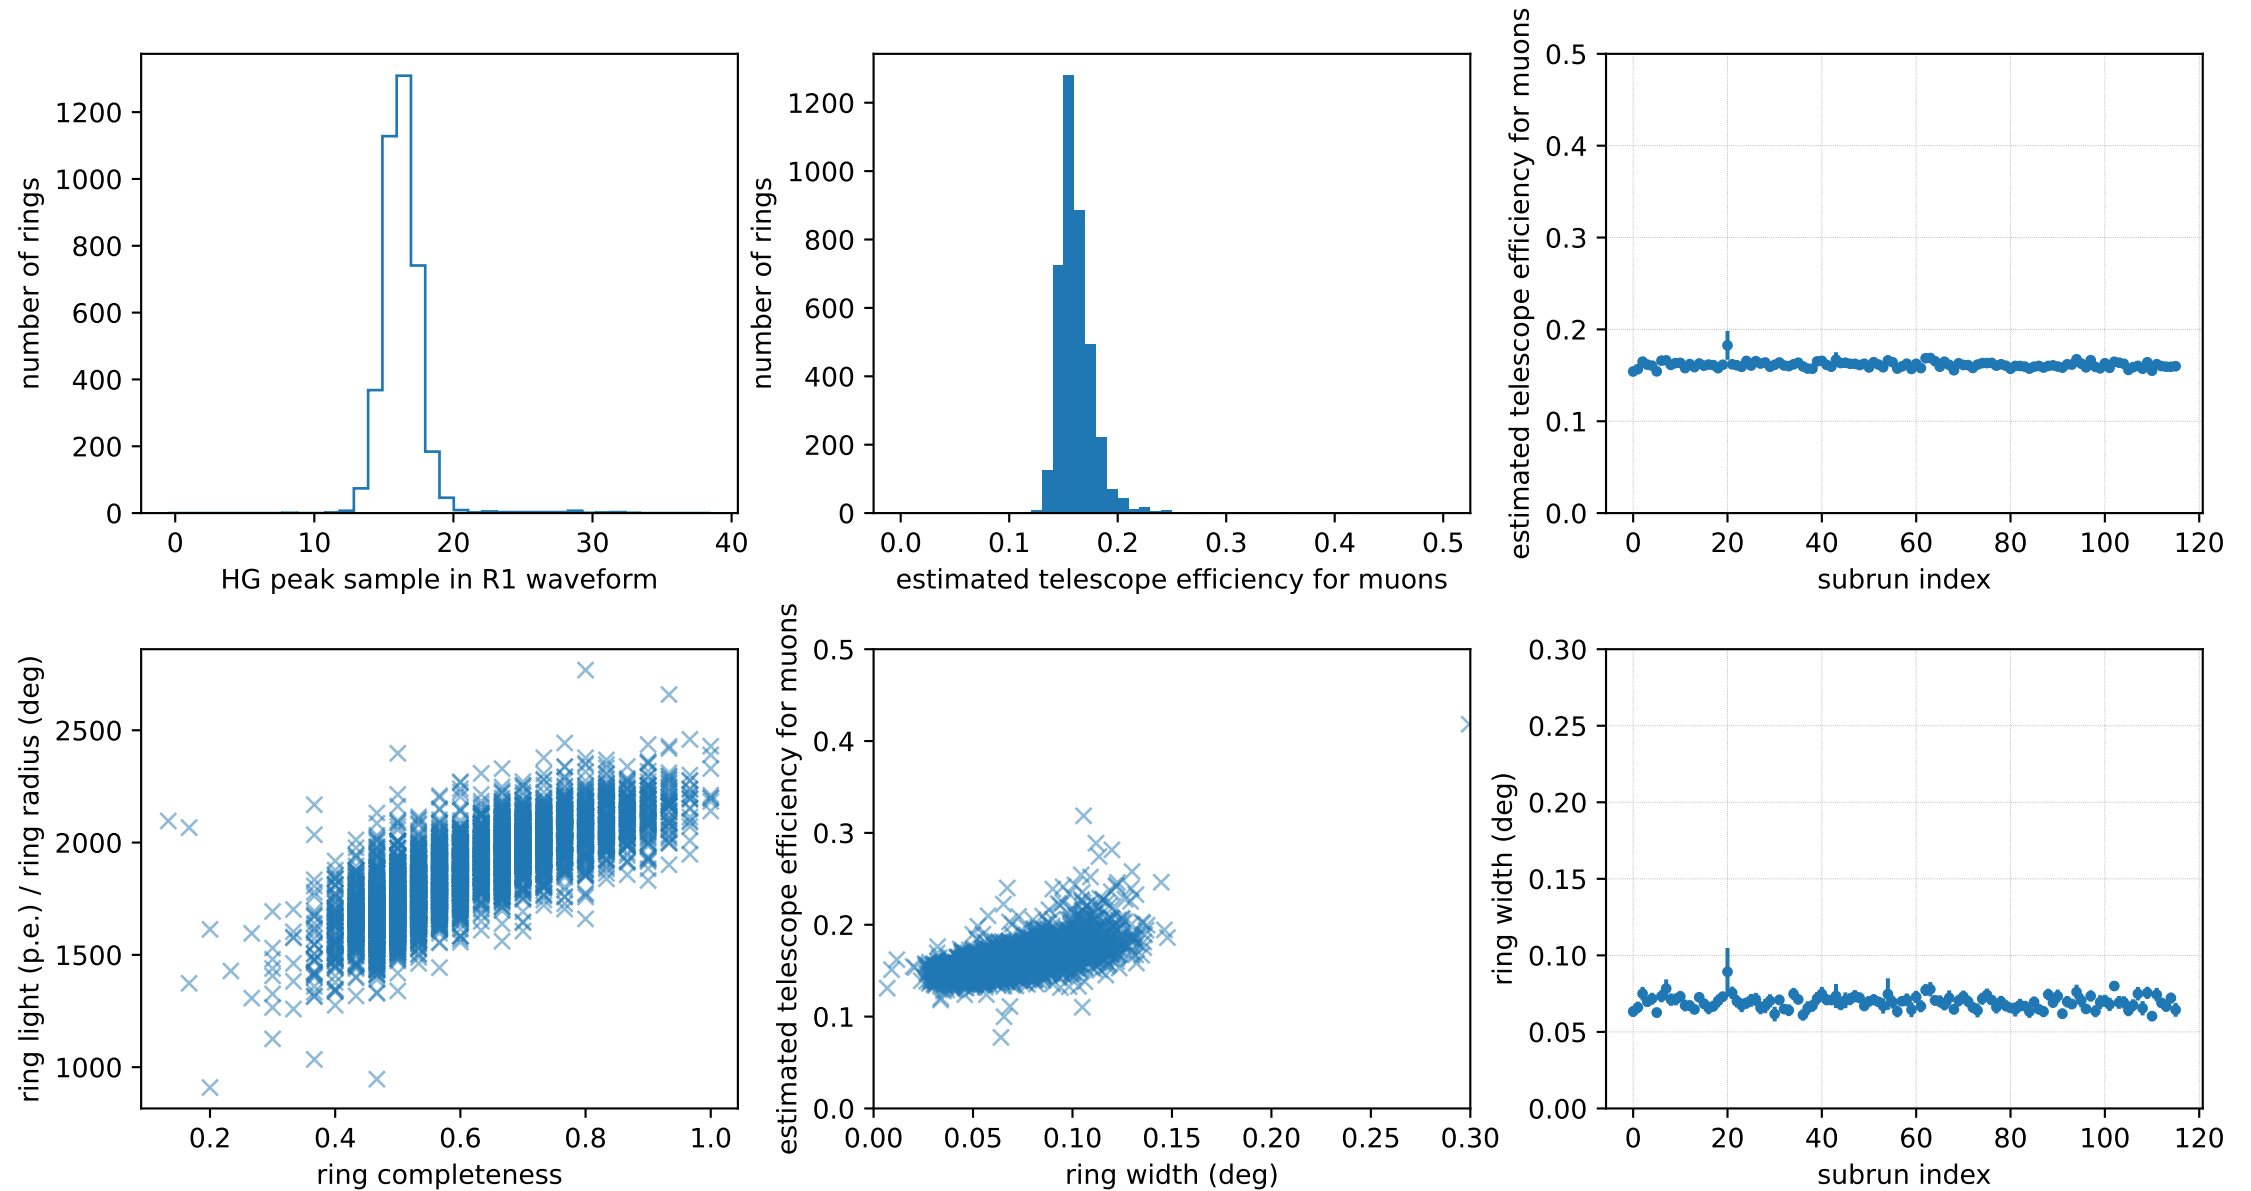 number of rings
1200
1000
800
600
400
200
0
0 10 20 30 40
HG peak sample in R1 waveform
number of rings
1200
1000
800
600
400
200
0
0.0 0.1 0.2 0.3 0.4 0.5
estimated telescope efficiency for muons
estimated telescope efficiency for muons
0.5
0.4
0.3
0.2
0.1
0.0
0 20 40 60 80 100 120
subrun index
ring light (p.e.) / ring radius (deg)
2500
2000
1500
1000
0.2 0.4 0.6 0.8 1.0
ring completeness
estimated telescope efficiency for muons
0.5
0.4
0.3
0.2
0.1
0.0
0.00 0.05 0.10 0.15 0.20 0.25 0.30
ring width (deg)
ring width (deg)
0.30
0.25
0.20
0.15
0.10
0.05
0.00
0 20 40 60 80 100 120
subrun index